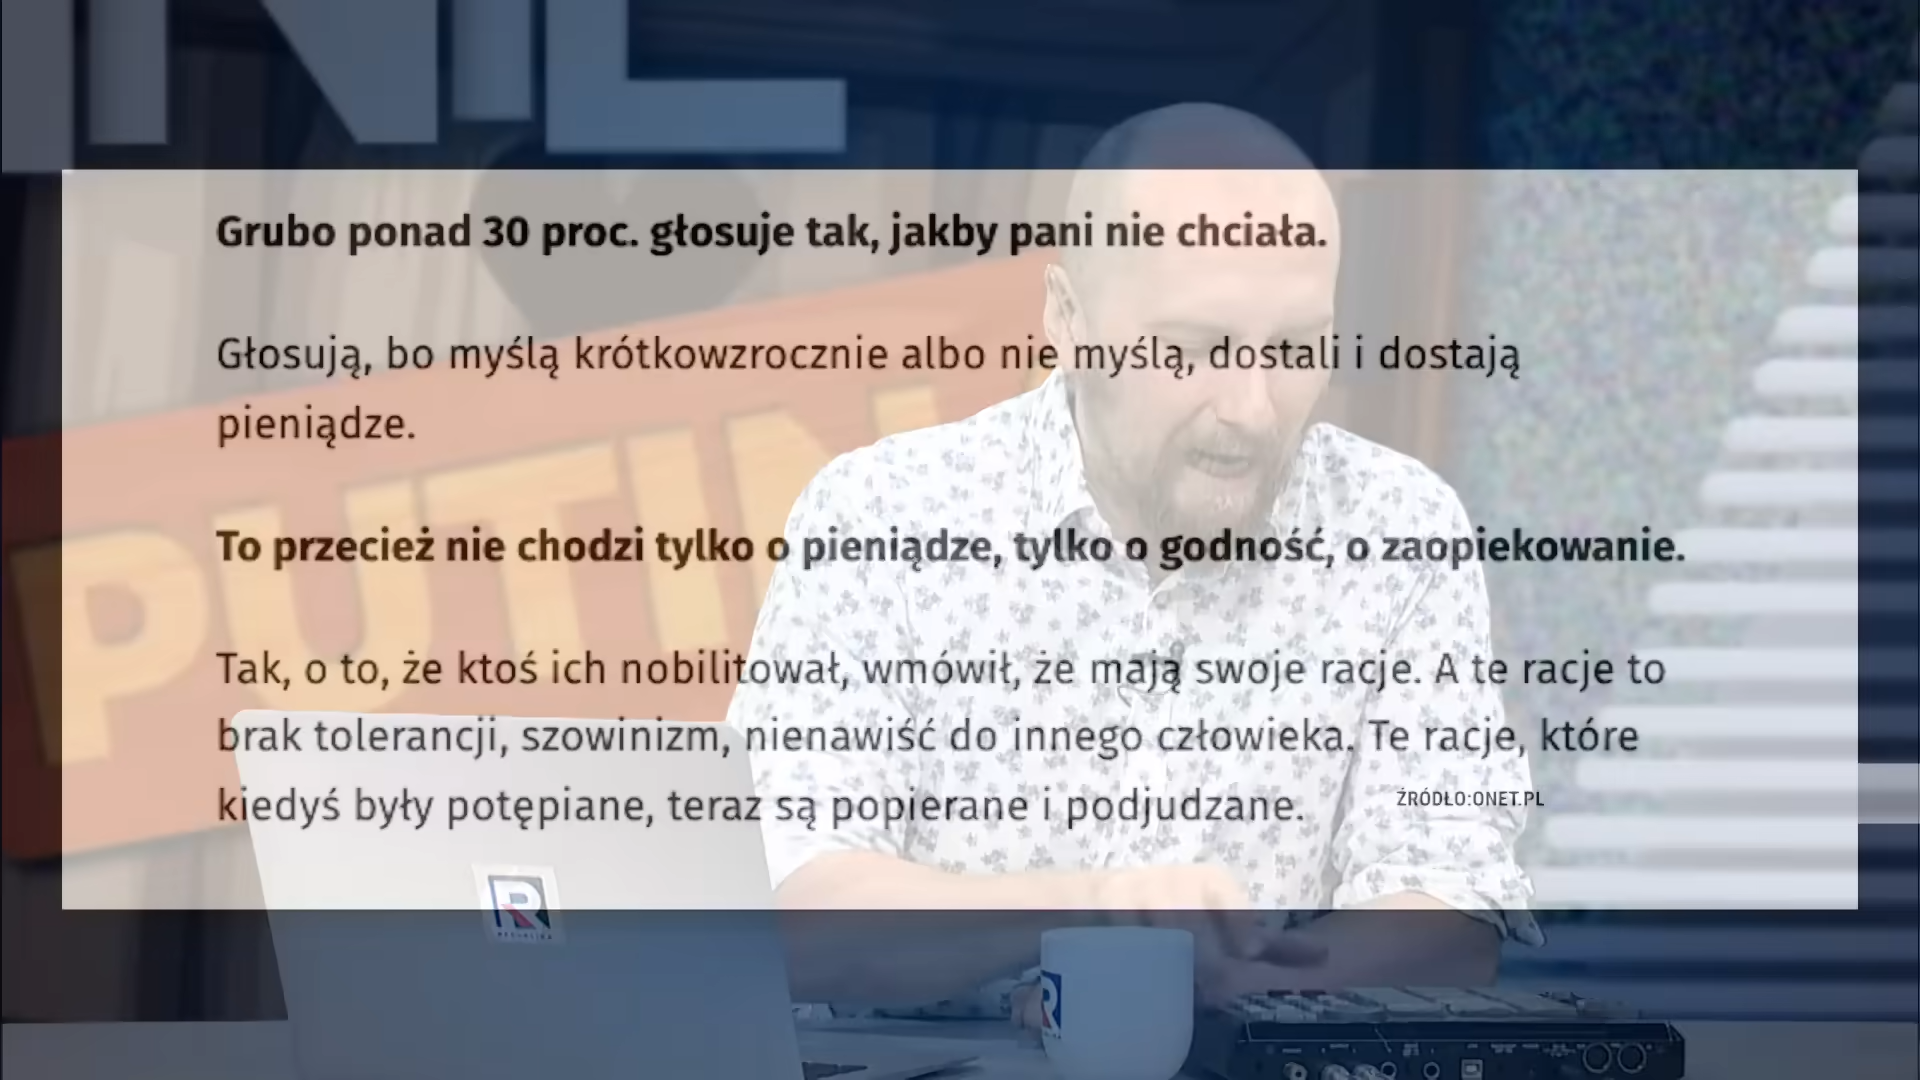 Grubo ponad 30 proc. głosuje tak, jakby pani nie chciała.
Głosują, bo myślą krótkowzrocznie albo nie myślą, dostali i dostają
pieniądze.
To przecież nie chodzi tylko o pieniądze, tylko o godność, o zaopiekowanie.
PUTIN
Tak, o to, że ktoś ich nobilitował, wmówił, że mają swoje racje. A te racje to
brak tolerancji, szowinizm, nienawiść do innego człowieka. Te racje, które
kiedyś były potępiane, teraz są popierane i podjudzane.
ŹRÓDŁO:ONET.PL
R
R